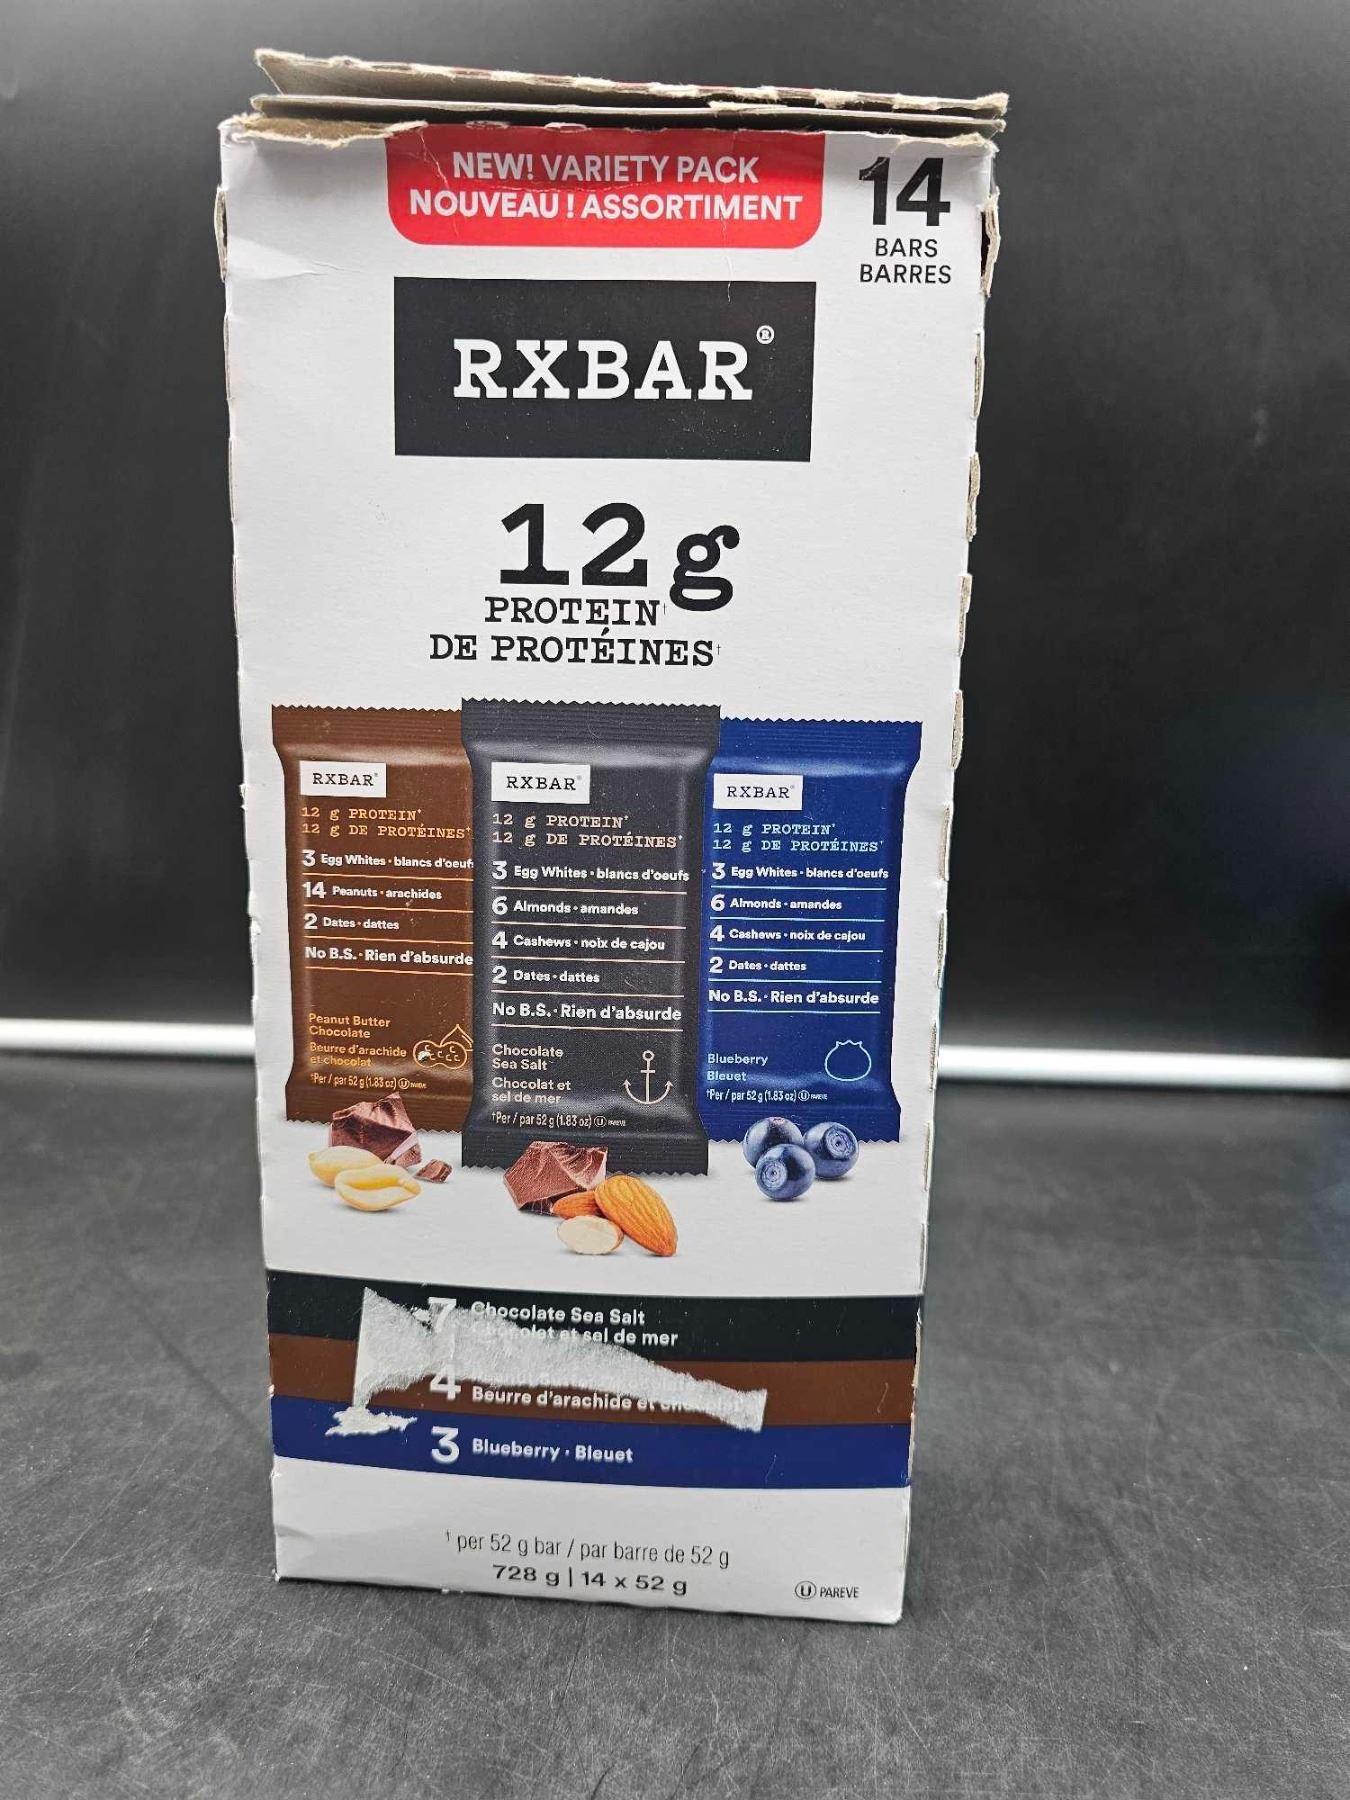 NEW! VARIETY PACK
NOUVEAU ! ASSORTIMENT
14
BARS
BARRES
RXBAR®
12 g
PROTEIN†
DE PROTÉINES†
RXBAR®
12 g PROTEIN†
12 g DE PROTÉINES†
3 Egg Whites • blancs d'oeufs
14 Peanuts • arachides
2 Dates • dattes
No B.S. • Rien d'absurde
Peanut Butter
Chocolate
Beurre d'arachide
et chocolat
†Per / par 52 g (1.83 oz) Ⓤ PAREVE
RXBAR®
12 g PROTEIN†
12 g DE PROTÉINES†
3 Egg Whites • blancs d'oeufs
6 Almonds • amandes
4 Cashews • noix de cajou
2 Dates • dattes
No B.S. • Rien d'absurde
Chocolate
Sea Salt
Chocolat et
sel de mer
†Per / par 52 g (1.83 oz) Ⓤ PAREVE
RXBAR®
12 g PROTEIN†
12 g DE PROTÉINES†
3 Egg Whites • blancs d'oeufs
6 Almonds • amandes
4 Cashews • noix de cajou
2 Dates • dattes
No B.S. • Rien d'absurde
Blueberry
Bleuet
†Per / par 52 g (1.83 oz) Ⓤ PAREVE
7 Chocolate Sea Salt
Chocolat et sel de mer
4
Beurre d'arachide et
3 Blueberry • Bleuet
† per 52 g bar / par barre de 52 g
728 g | 14 x 52 g
Ⓤ PAREVE